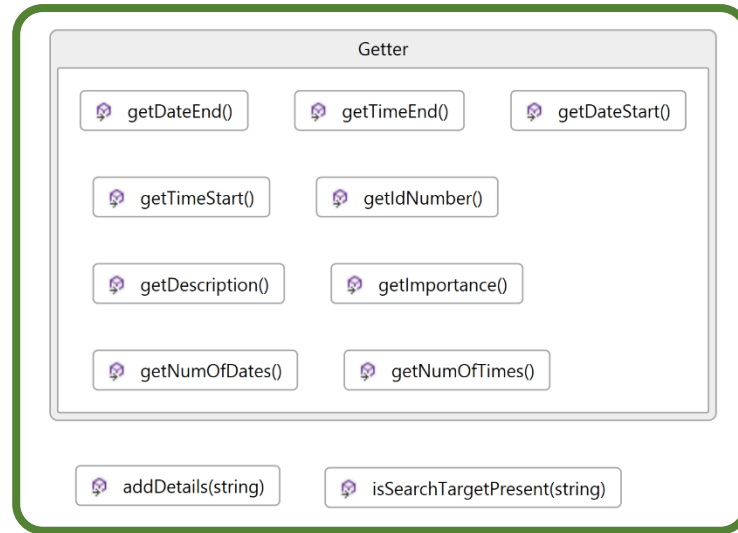 Getter
getDateEnd() getTimeEnd() getDateStart()
getTimeStart() getIdNumber()
getDescription() getImportance()
getNumOfDates() getNumOfTimes()
addDetails(string) isSearchTargetPresent(string)